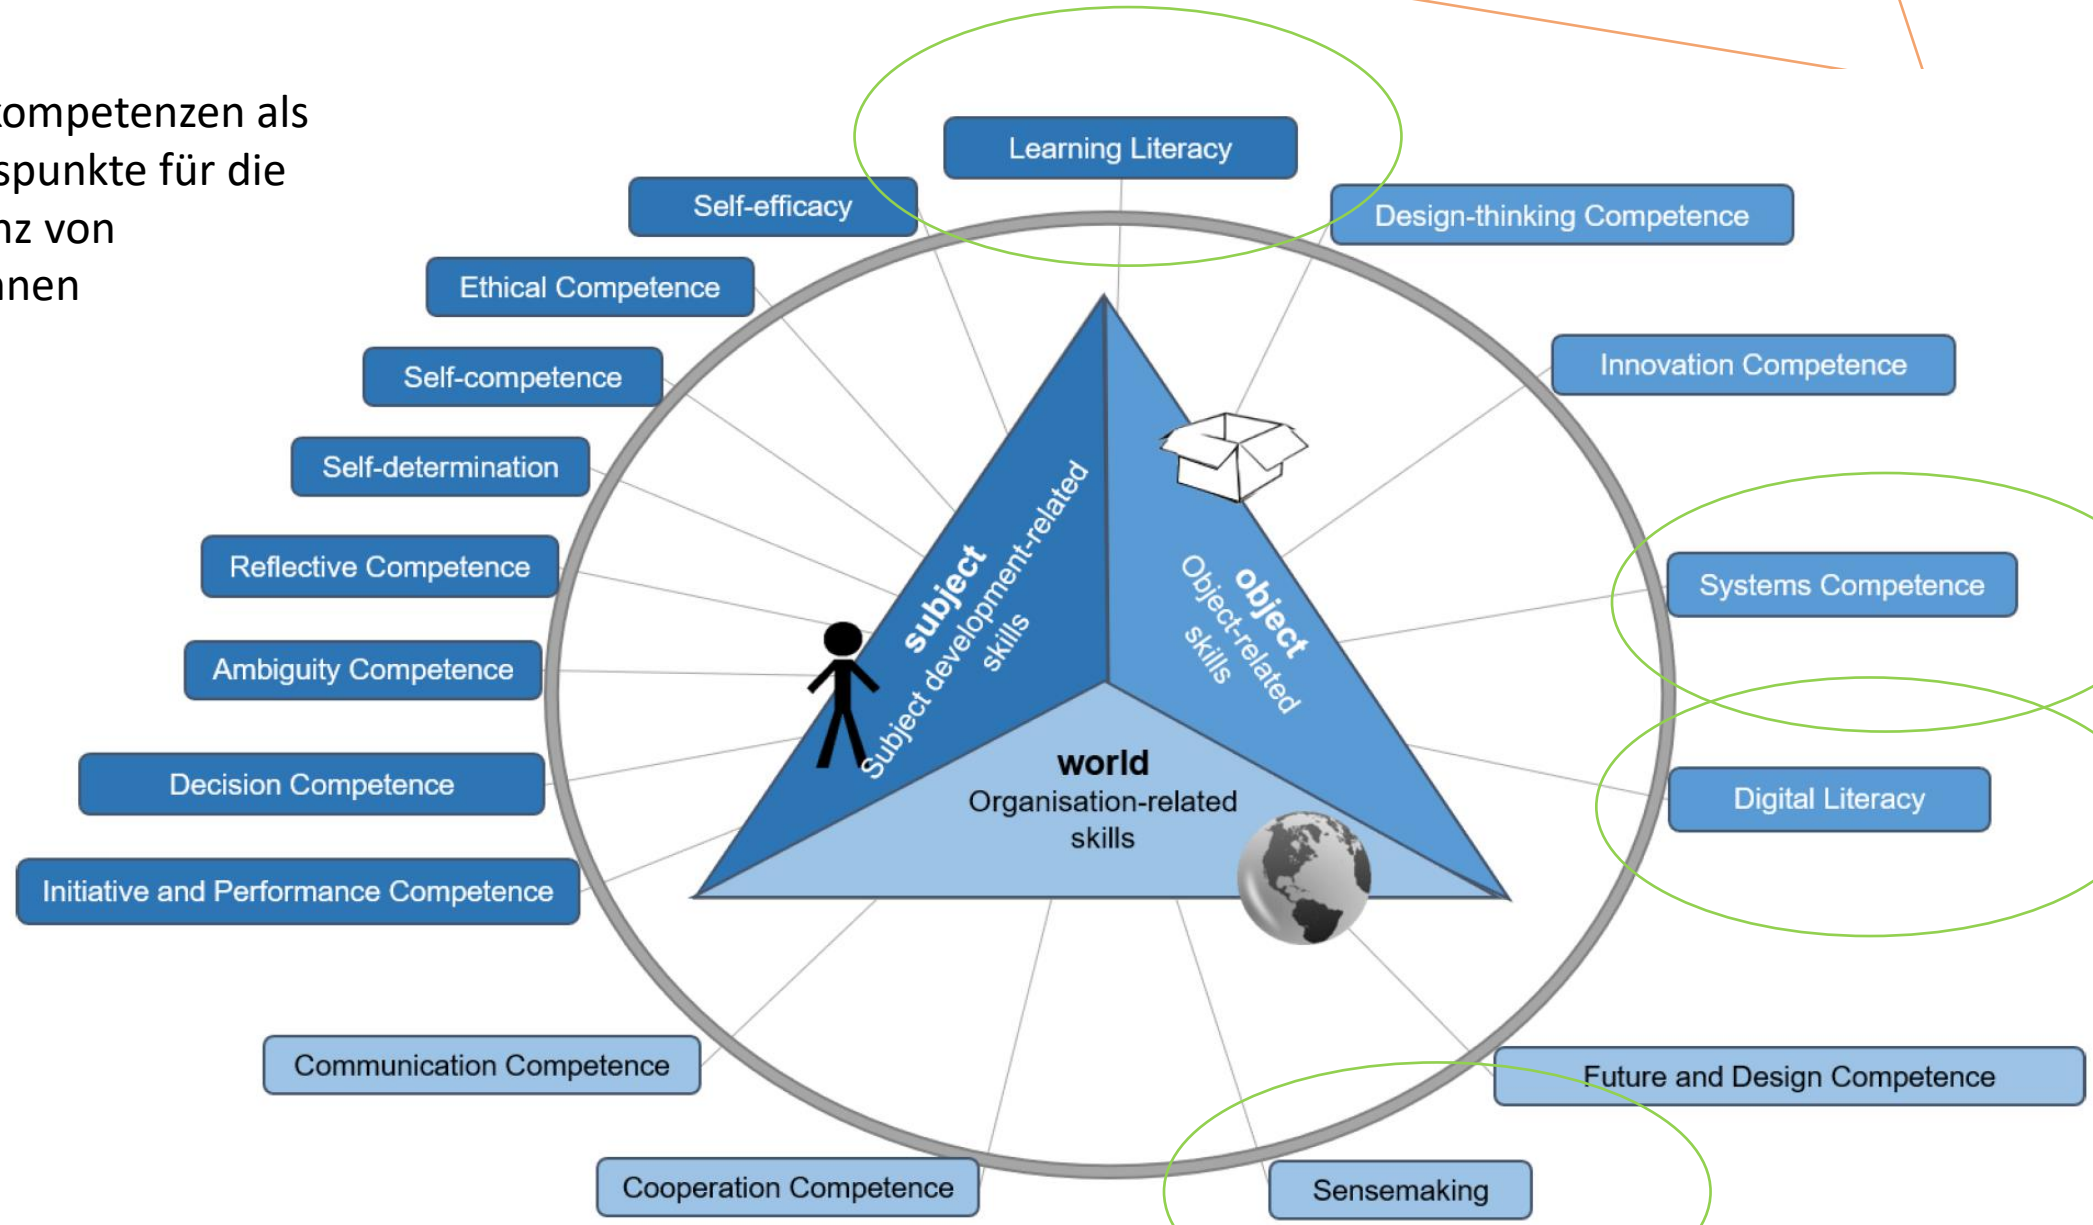 kompetenzen als
spunkte für die
nz von
nnen
Learning Literacy
Self-efficacy
Design-thinking Competence
Ethical Competence
Innovation Competence
Self-competence
Self-determination
Reflective Competence
Systems Competence
Ambiguity Competence
Decision Competence
Digital Literacy
Initiative and Performance Competence
subject
Subject development-related
skills
object
Object-related
skills
world
Organisation-related
skills
Communication Competence
Future and Design Competence
Cooperation Competence
Sensemaking